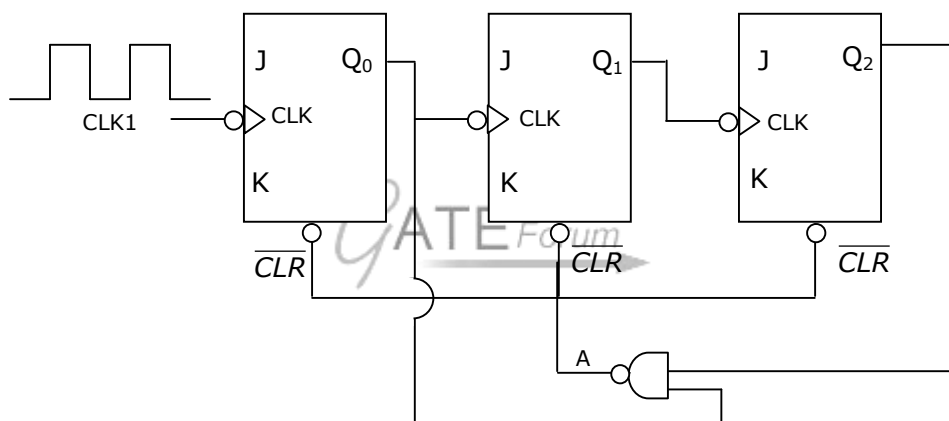 J Q₀ J Q₁ J Q₂
CLK1 CLK CLK CLK
K K K
GATE Forum
CLR CLR CLR
A